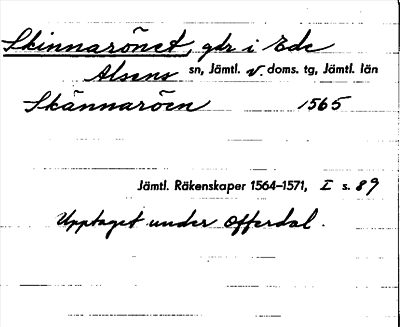 Skinnarönet, gdr i Ede
Alsens sn, Jämtl. v. doms. tg, Jämtl. län
Skännaröen 1565
Jämtl. Räkenskaper 1564–1571, I s. 89
Upptaget under Offerdal.